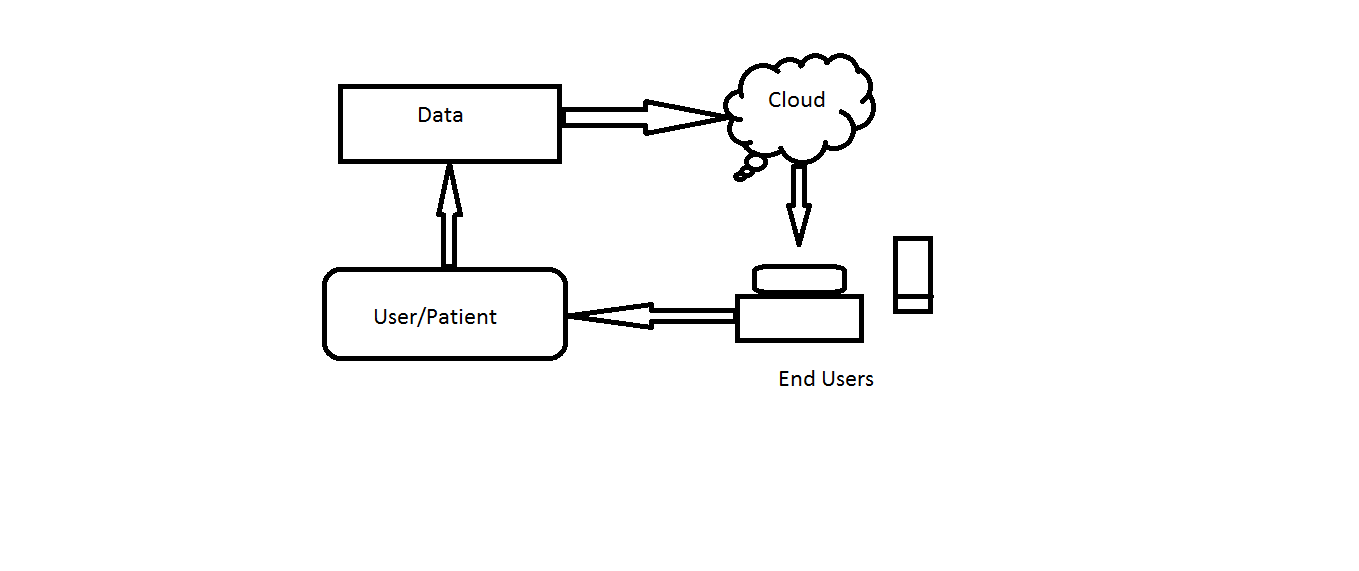 Data
Cloud
User/Patient
End Users